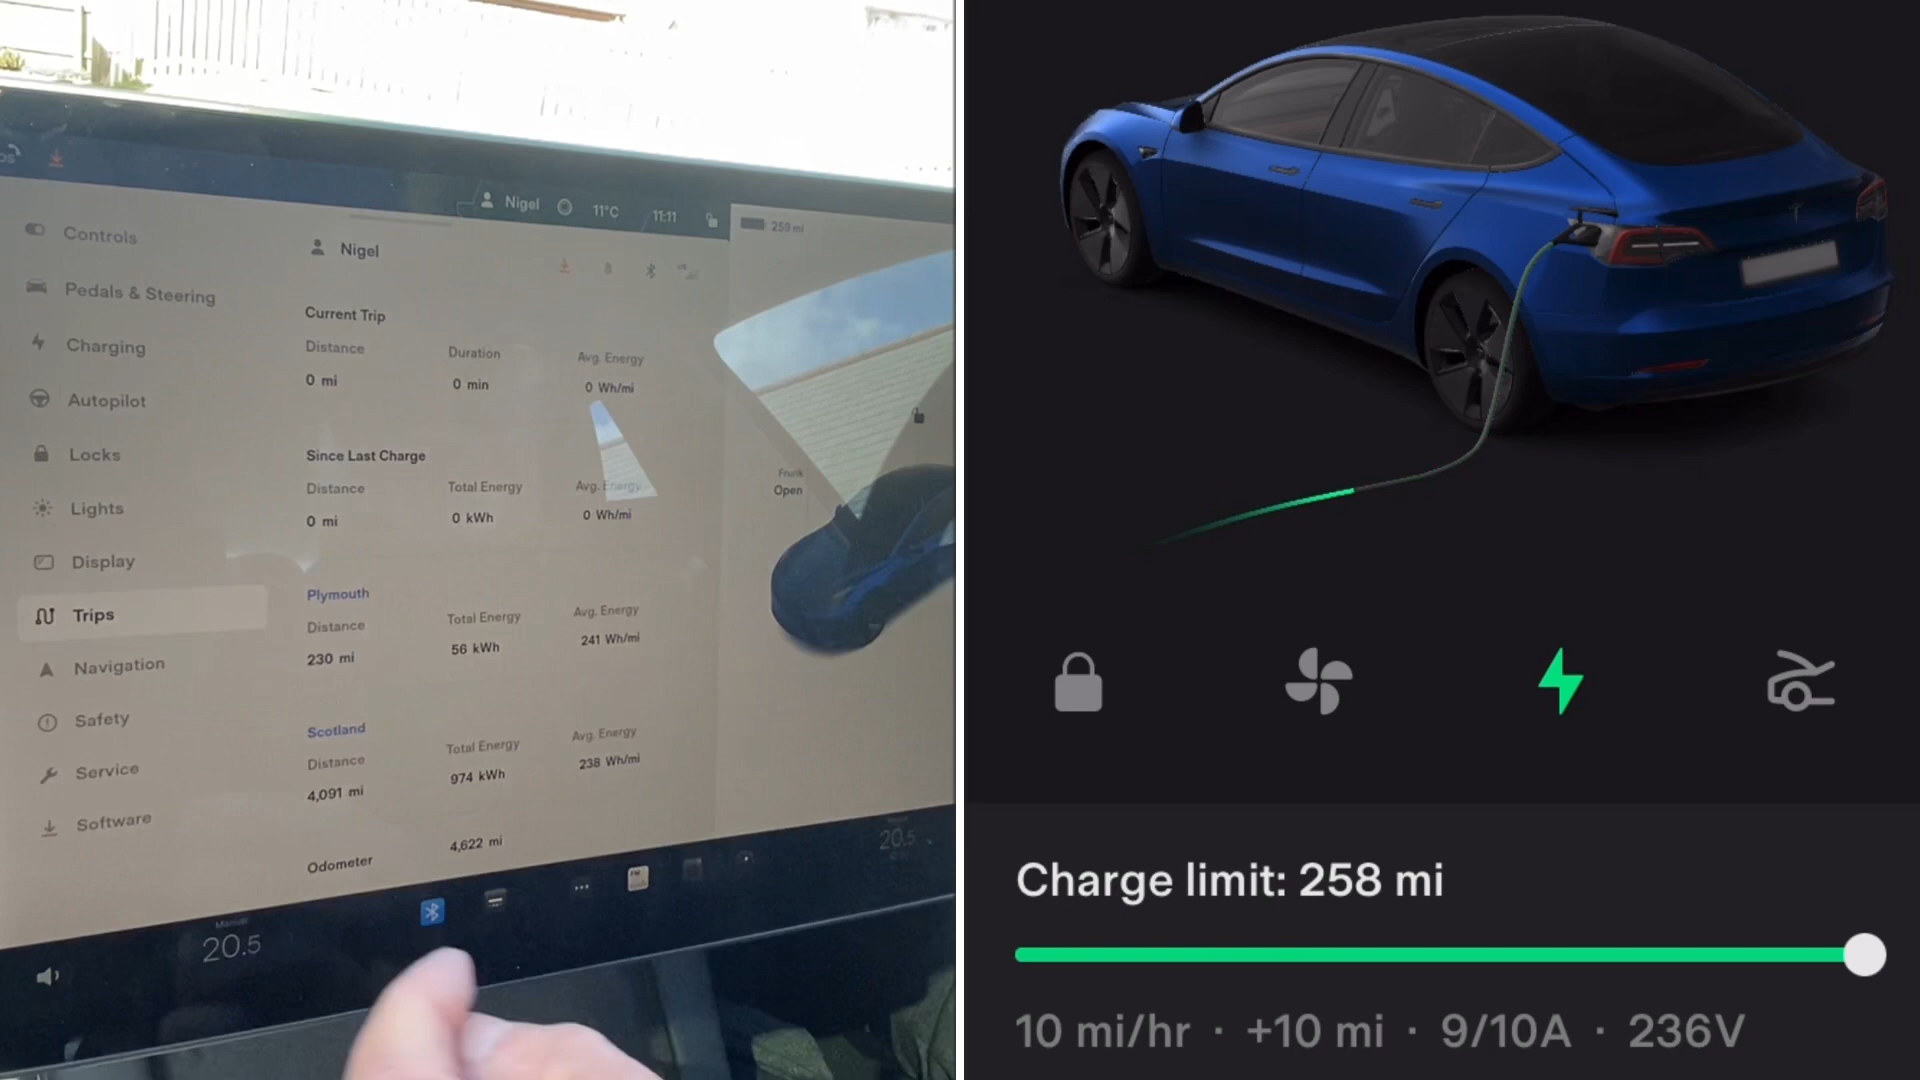 Nigel 11°C 11:11
259 mi
Controls
Pedals & Steering
Charging
Autopilot
Locks
Lights
Display
Trips
Navigation
Safety
Service
Software
Nigel
Current Trip
Distance Duration Avg. Energy
0 mi 0 min 0 Wh/mi
Since Last Charge
Distance Total Energy Avg. Energy
0 mi 0 kWh 0 Wh/mi
Plymouth
Distance Total Energy Avg. Energy
230 mi 56 kWh 241 Wh/mi
Scotland
Distance Total Energy Avg. Energy
4,091 mi 974 kWh 238 Wh/mi
Odometer 4,622 mi
Frunk
Open
Manual
20.5
20.5
Charge limit: 258 mi
10 mi/hr · +10 mi · 9/10A · 236V